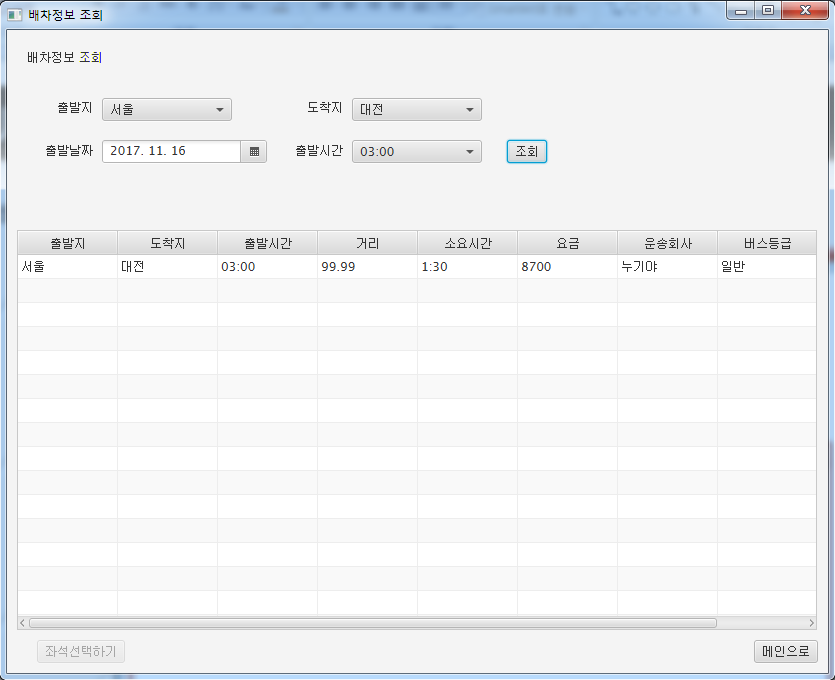 배차정보 조회
배차정보 조회
출발지 서울 도착지 대전
출발날짜 2017. 11. 16 출발시간 03:00 조회
출발지 도착지 출발시간 거리 소요시간 요금 운송회사 버스등급
서울 대전 03:00 99.99 1:30 8700 누기야 일반
좌석선택하기 메인으로